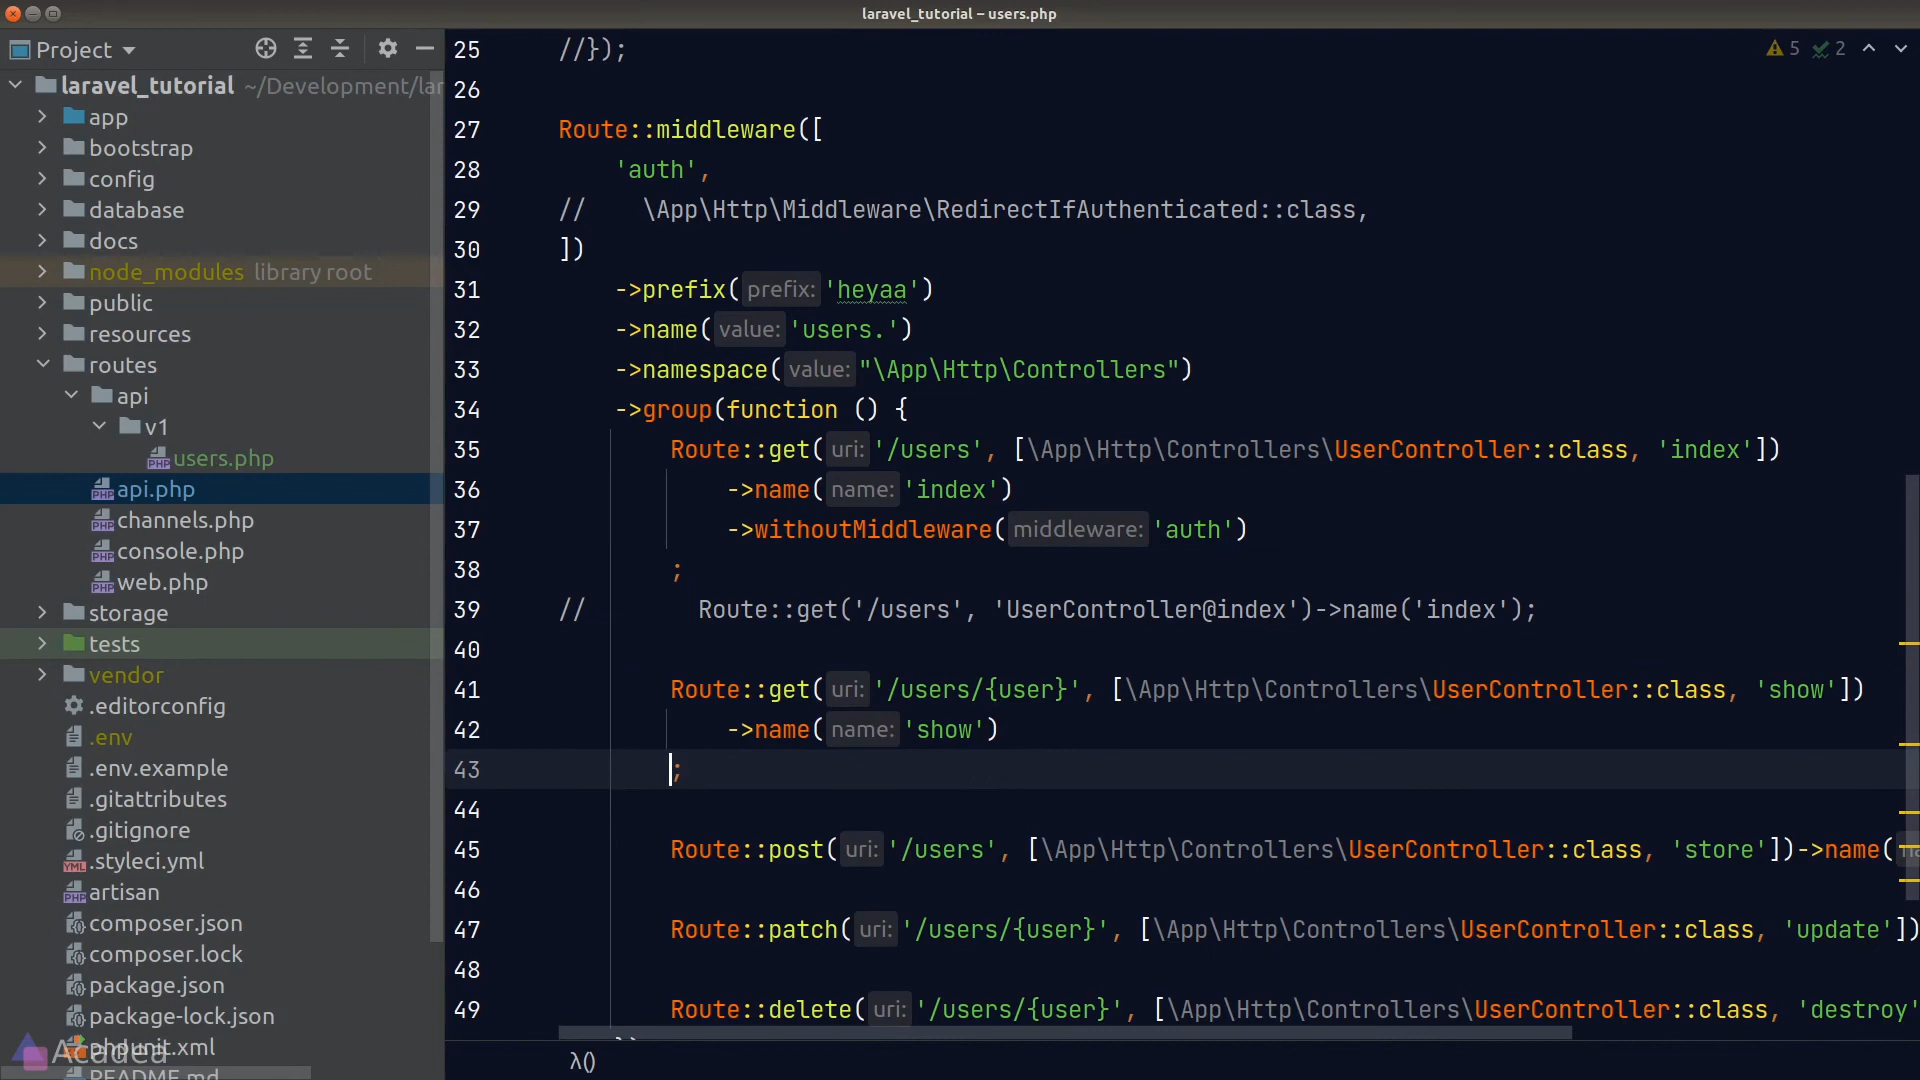 laravel_tutorial – users.php
Project
laravel_tutorial ~/Development/lar
app
bootstrap
config
database
docs
node_modules library root
public
resources
routes
api
v1
users.php
api.php
channels.php
console.php
web.php
storage
tests
vendor
.editorconfig
.env
.env.example
.gitattributes
.gitignore
.styleci.yml
artisan
composer.json
composer.lock
package.json
package-lock.json
phpunit.xml
README.md
Acadea
5 2
25 //});
26
27 Route::middleware([
28 'auth',
29 // \App\Http\Middleware\RedirectIfAuthenticated::class,
30 ])
31 ->prefix( prefix: 'heyaa')
32 ->name( value: 'users.')
33 ->namespace( value: "\App\Http\Controllers")
34 ->group(function () {
35 Route::get( uri: '/users', [\App\Http\Controllers\UserController::class, 'index'])
36 ->name( name: 'index')
37 ->withoutMiddleware( middleware: 'auth')
38 ;
39 // Route::get('/users', 'UserController@index')->name('index');
40
41 Route::get( uri: '/users/{user}', [\App\Http\Controllers\UserController::class, 'show'])
42 ->name( name: 'show')
43 ;
44
45 Route::post( uri: '/users', [\App\Http\Controllers\UserController::class, 'store'])->name(
46
47 Route::patch( uri: '/users/{user}', [\App\Http\Controllers\UserController::class, 'update'])
48
49 Route::delete( uri: '/users/{user}', [\App\Http\Controllers\UserController::class, 'destroy'
λ()